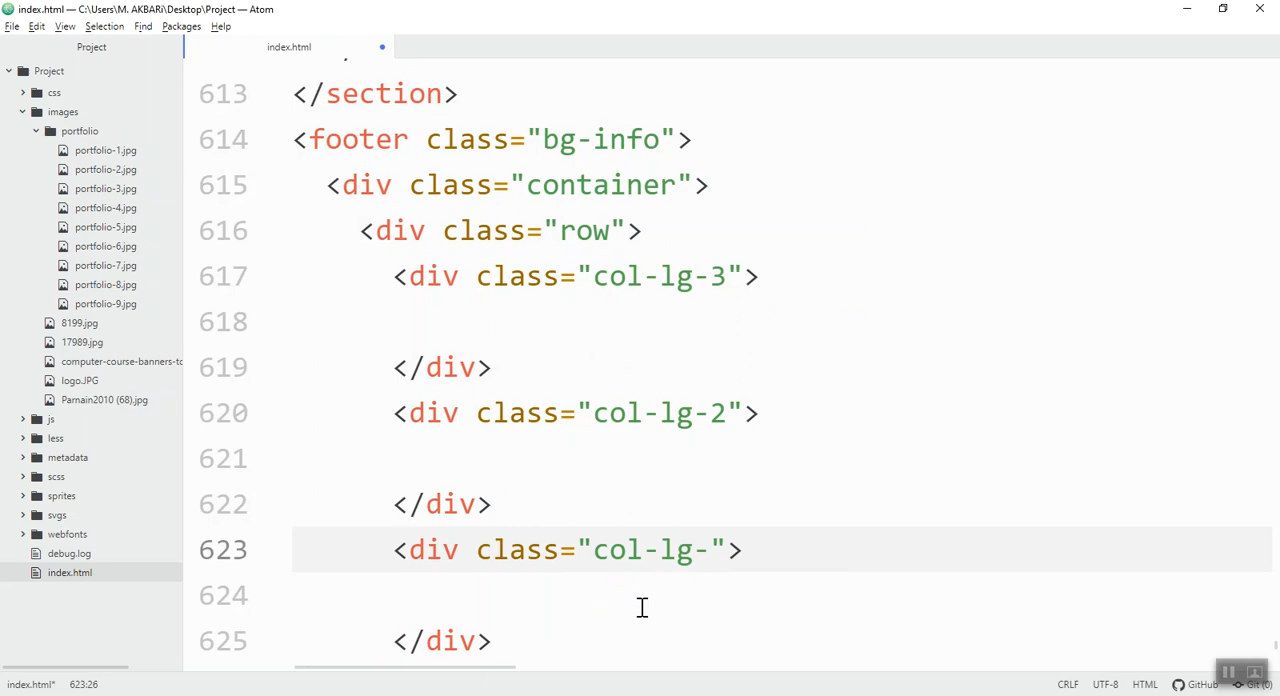 index.html — C:\Users\M. AKBARi\Desktop\Project — Atom
File Edit View Selection Find Packages Help
Project
index.html
Project
css
images
portfolio
portfolio-1.jpg
portfolio-2.jpg
portfolio-3.jpg
portfolio-4.jpg
portfolio-5.jpg
portfolio-6.jpg
portfolio-7.jpg
portfolio-8.jpg
portfolio-9.jpg
8199.jpg
17989.jpg
computer-course-banners-to
logo.JPG
Parnain2010 (68).jpg
js
less
metadata
scss
sprites
svgs
webfonts
debug.log
index.html
613 </section>
614 <footer class="bg-info">
615 <div class="container">
616 <div class="row">
617 <div class="col-lg-3">
618
619 </div>
620 <div class="col-lg-2">
621
622 </div>
623 <div class="col-lg-">
624
625 </div>
index.html* 623:26 CRLF UTF-8 HTML GitHub Git (0)